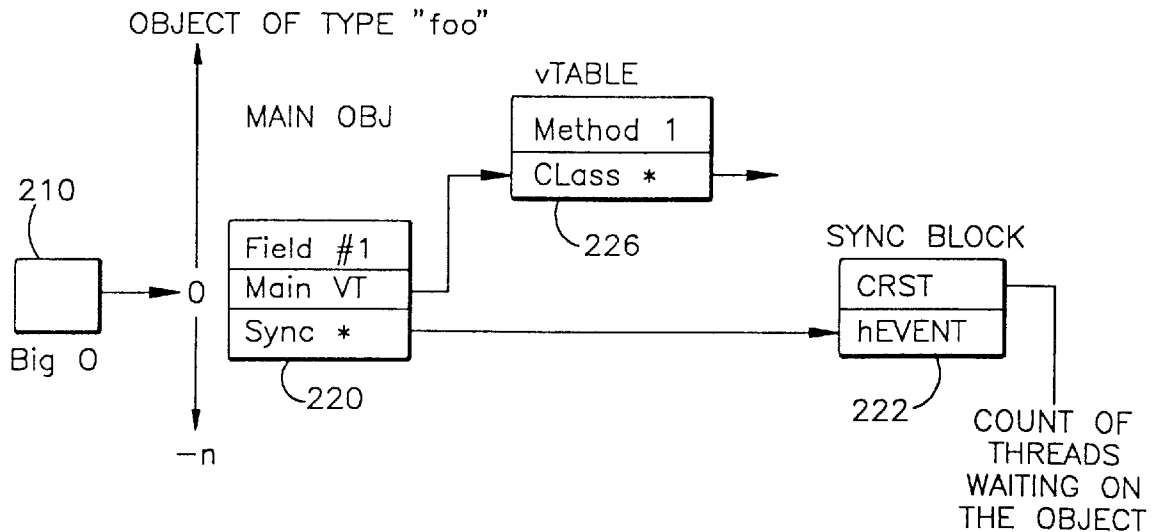 OBJECT OF TYPE "foo"
MAIN OBJ
vTABLE
Method 1
CLass *
226
210
Big O
0
-n
Field #1
Main VT
Sync *
220
SYNC BLOCK
CRST
hEVENT
222
COUNT OF
THREADS
WAITING ON
THE OBJECT